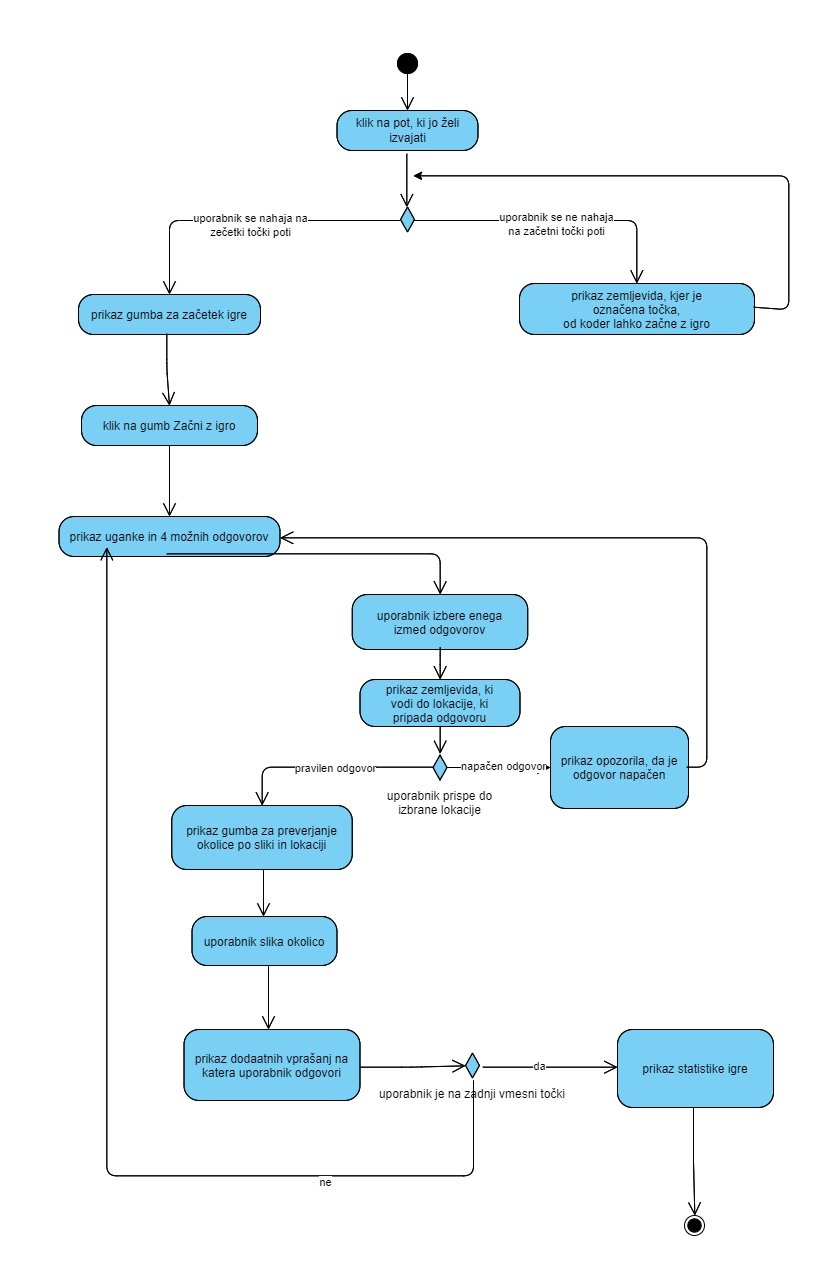 klik na pot, ki jo želi
izvajati
uporabnik se nahaja na
zečetki točki poti
uporabnik se ne nahaja
na začetni točki poti
prikaz gumba za začetek igre
prikaz zemljevida, kjer je
označena točka,
od koder lahko začne z igro
klik na gumb Začni z igro
prikaz uganke in 4 možnih odgovorov
uporabnik izbere enega
izmed odgovorov
prikaz zemljevida, ki
vodi do lokacije, ki
pripada odgovoru
pravilen odgovor
napačen odgovor
prikaz opozorila, da je
odgovor napačen
uporabnik prispe do
izbrane lokacije
prikaz gumba za preverjanje
okolice po sliki in lokaciji
uporabnik slika okolico
prikaz dodaatnih vprašanj na
katera uporabnik odgovori
da
prikaz statistike igre
uporabnik je na zadnji vmesni točki
ne